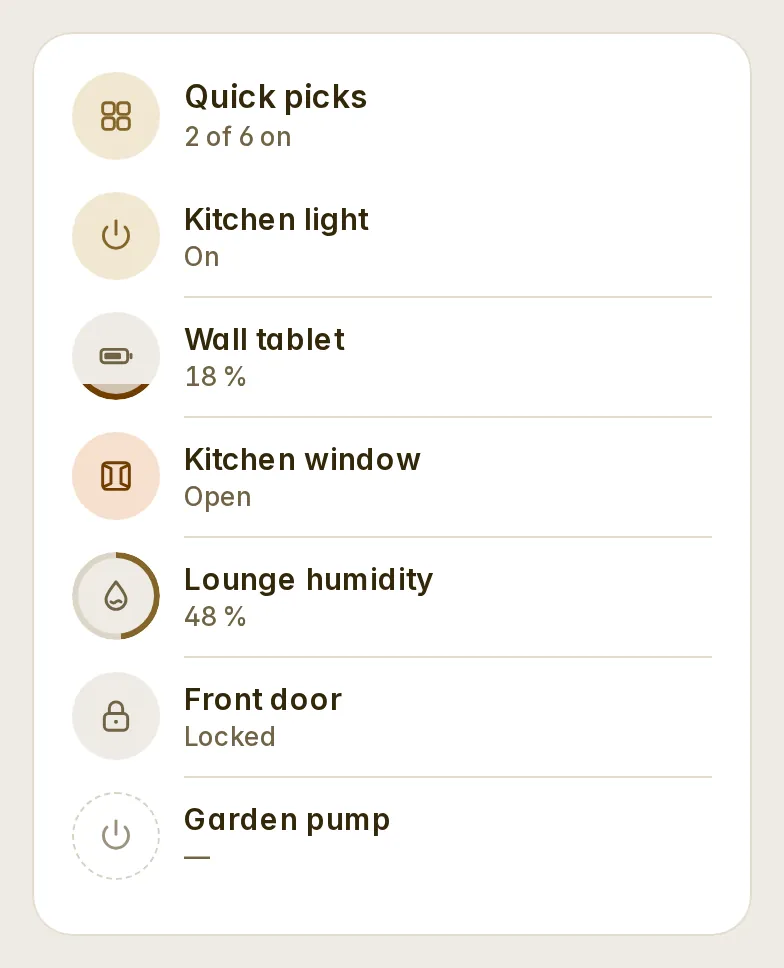 Quick picks
2 of 6 on
Kitchen light
On
Wall tablet
18 %
Kitchen window
Open
Lounge humidity
48 %
Front door
Locked
Garden pump
—